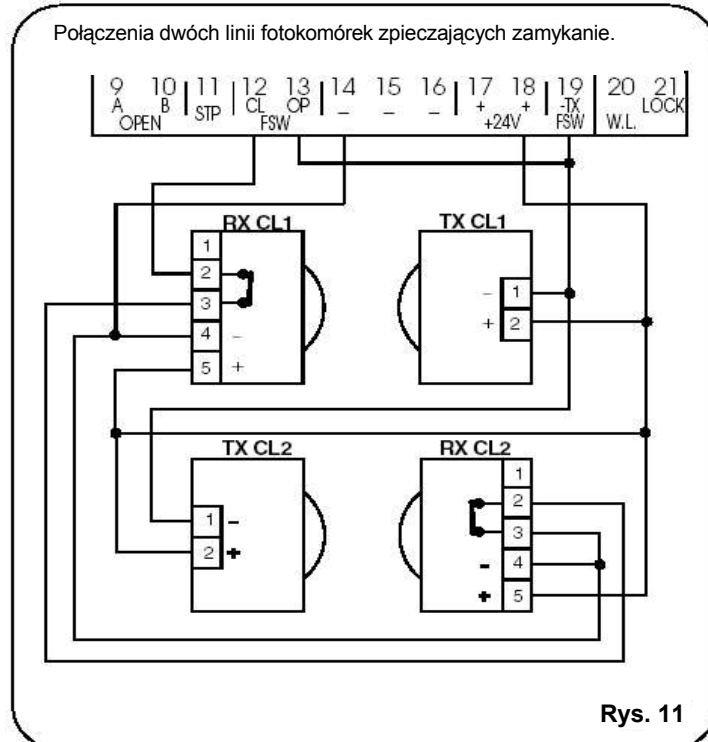 Połączenia dwóch linii fotokomórek zpieczających zamykanie.
9 10 11 12 13 14 15 16 17 18 19 20 21
A B STP CL OP _ _ _ + + -TX LOCK
OPEN FSW +24V FSW W.L.
RX CL1 TX CL1
1
2
3
4 -
5 +
- 1
+ 2
TX CL2 RX CL2
1 -
2 +
1
2
3
- 4
+ 5
Rys. 11